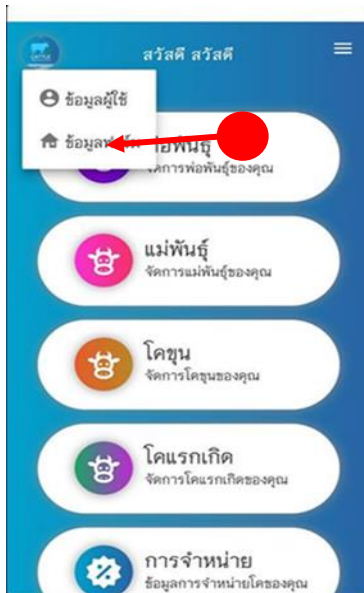 สวัสดี สวัสดี
ข้อมูลผู้ใช้
ข้อมูล
จัดการพ่อพันธุ์ของคุณ
แม่พันธุ์
จัดการแม่พันธุ์ของคุณ
โคขุน
จัดการโคขุนของคุณ
โคแรกเกิด
จัดการโคแรกเกิดของคุณ
การจำหน่าย
ข้อมูลการจำหน่ายโคของคุณ